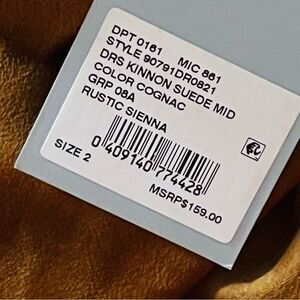 DPT 0161 MIC 861
STYLE 90791DR0821
DRS KINNON SUEDE MID
COLOR COGNAC
GRP 08A
RUSTIC SIENNA
SIZE 2
0 409140 774428
MSRP$159.00